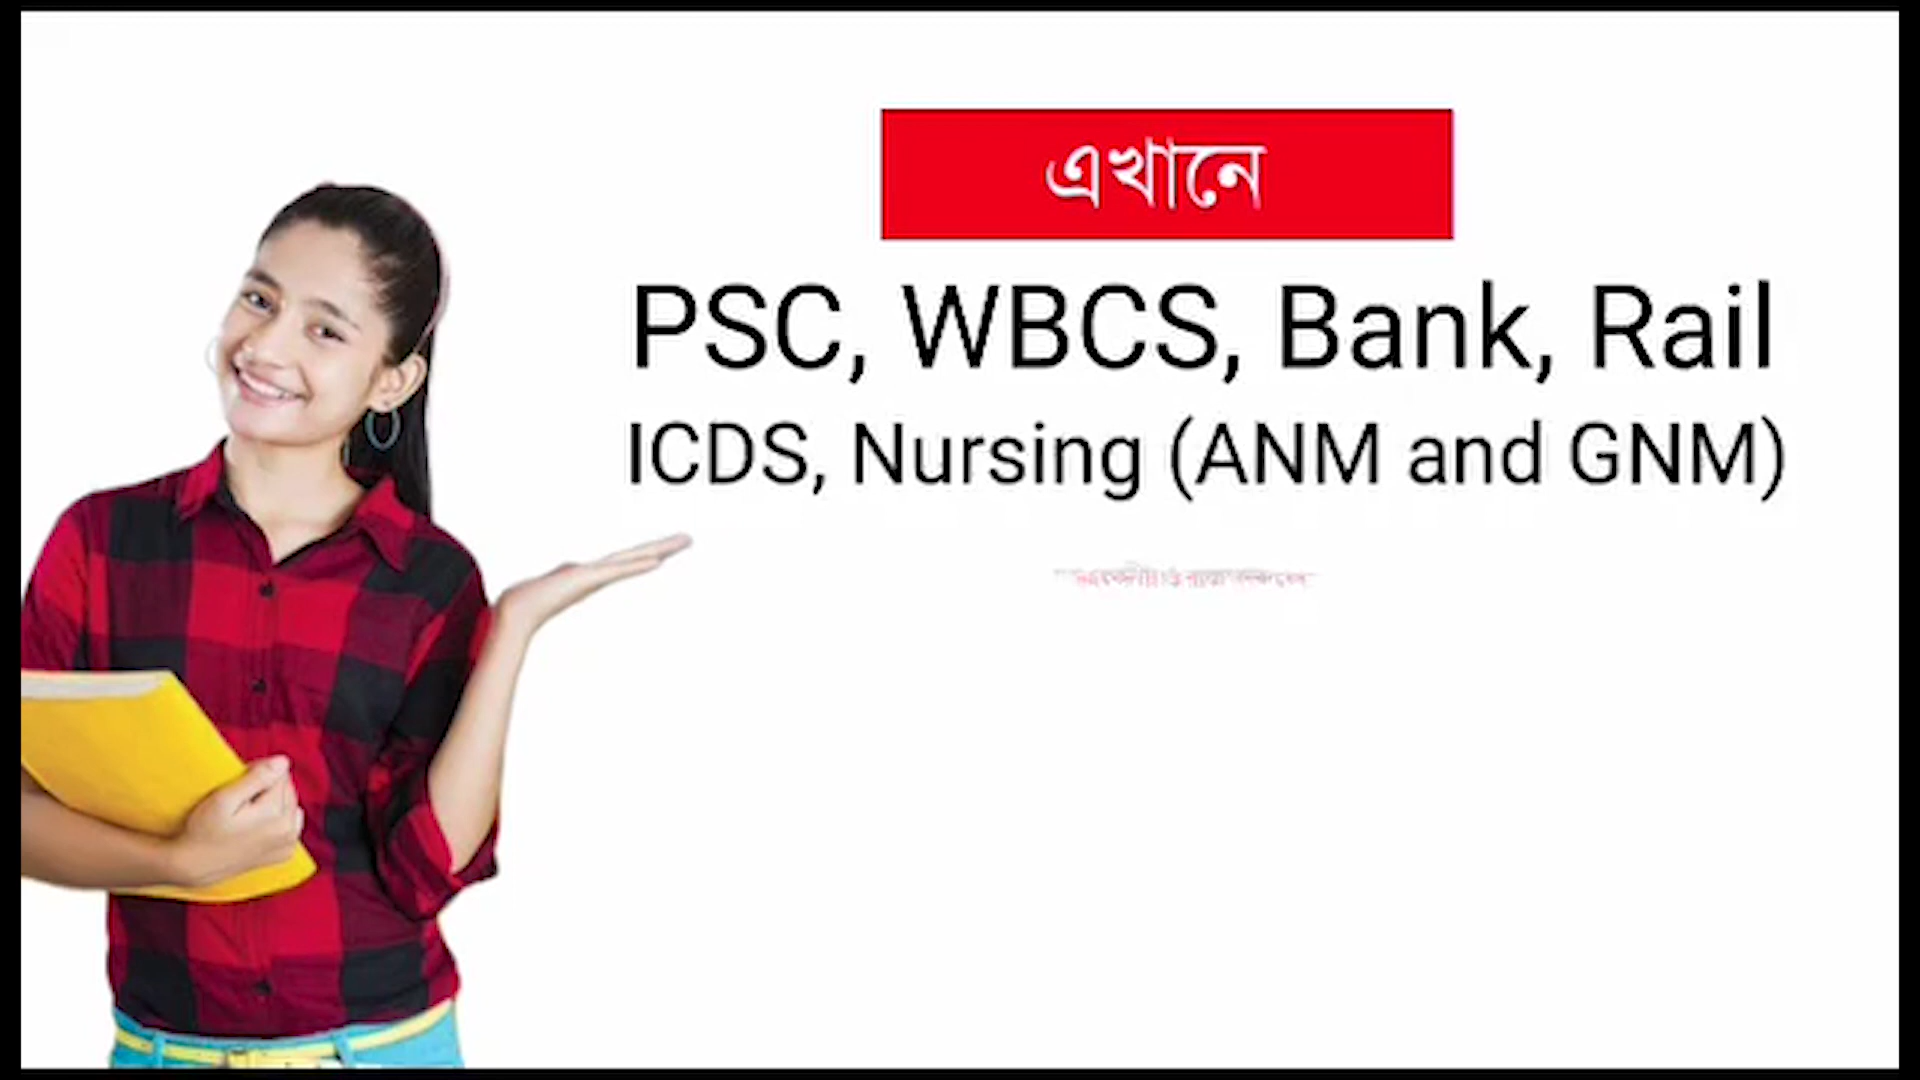 এখানে
PSC, WBCS, Bank, Rail
ICDS, Nursing (ANM and GNM)